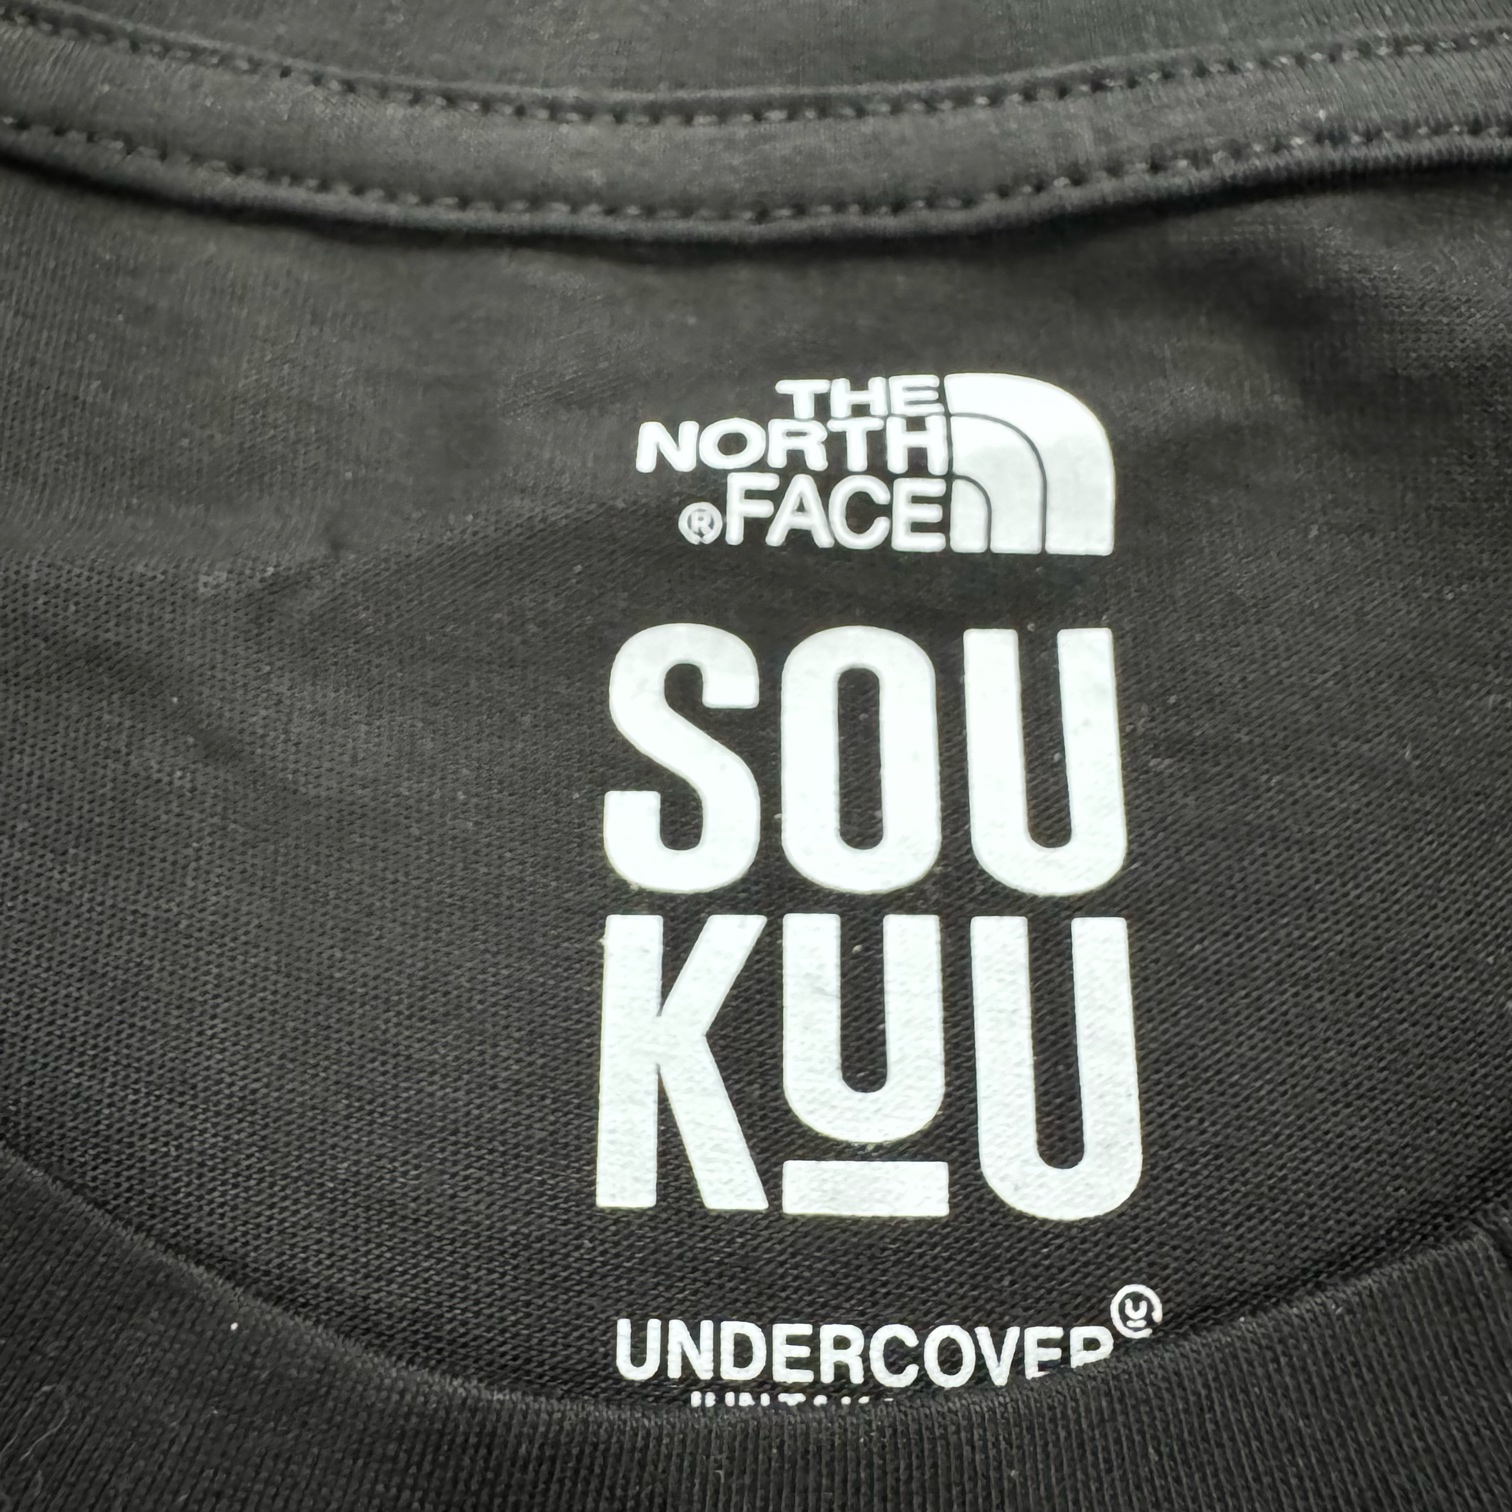 THE
NORTH
®FACE
SOU
KUU
UNDERCOVER